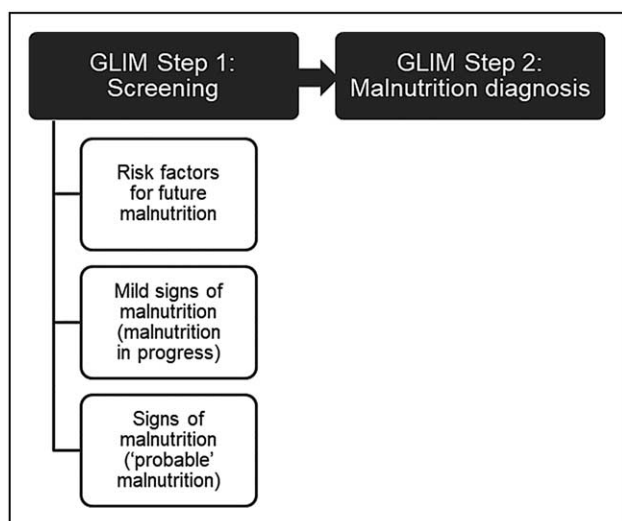 GLIM Step 1:
Screening
GLIM Step 2:
Malnutrition diagnosis
Risk factors
for future
malnutrition
Mild signs of
malnutrition
(malnutrition
in progress)
Signs of
malnutrition
('probable'
malnutrition)